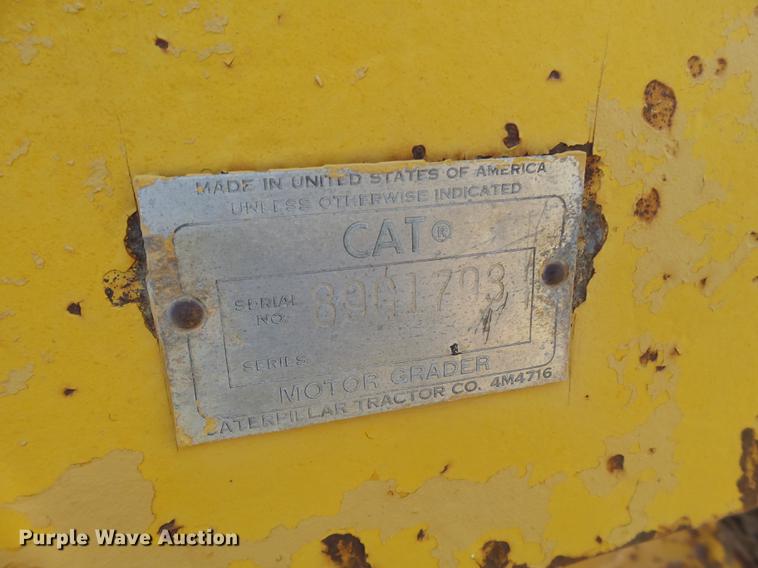 MADE IN UNITED STATES OF AMERICA
UNLESS OTHERWISE INDICATED
CAT®
SERIAL
NO.
SERIES
MOTOR GRADER
CATERPILLAR TRACTOR CO. 4M4716
Purple Wave Auction